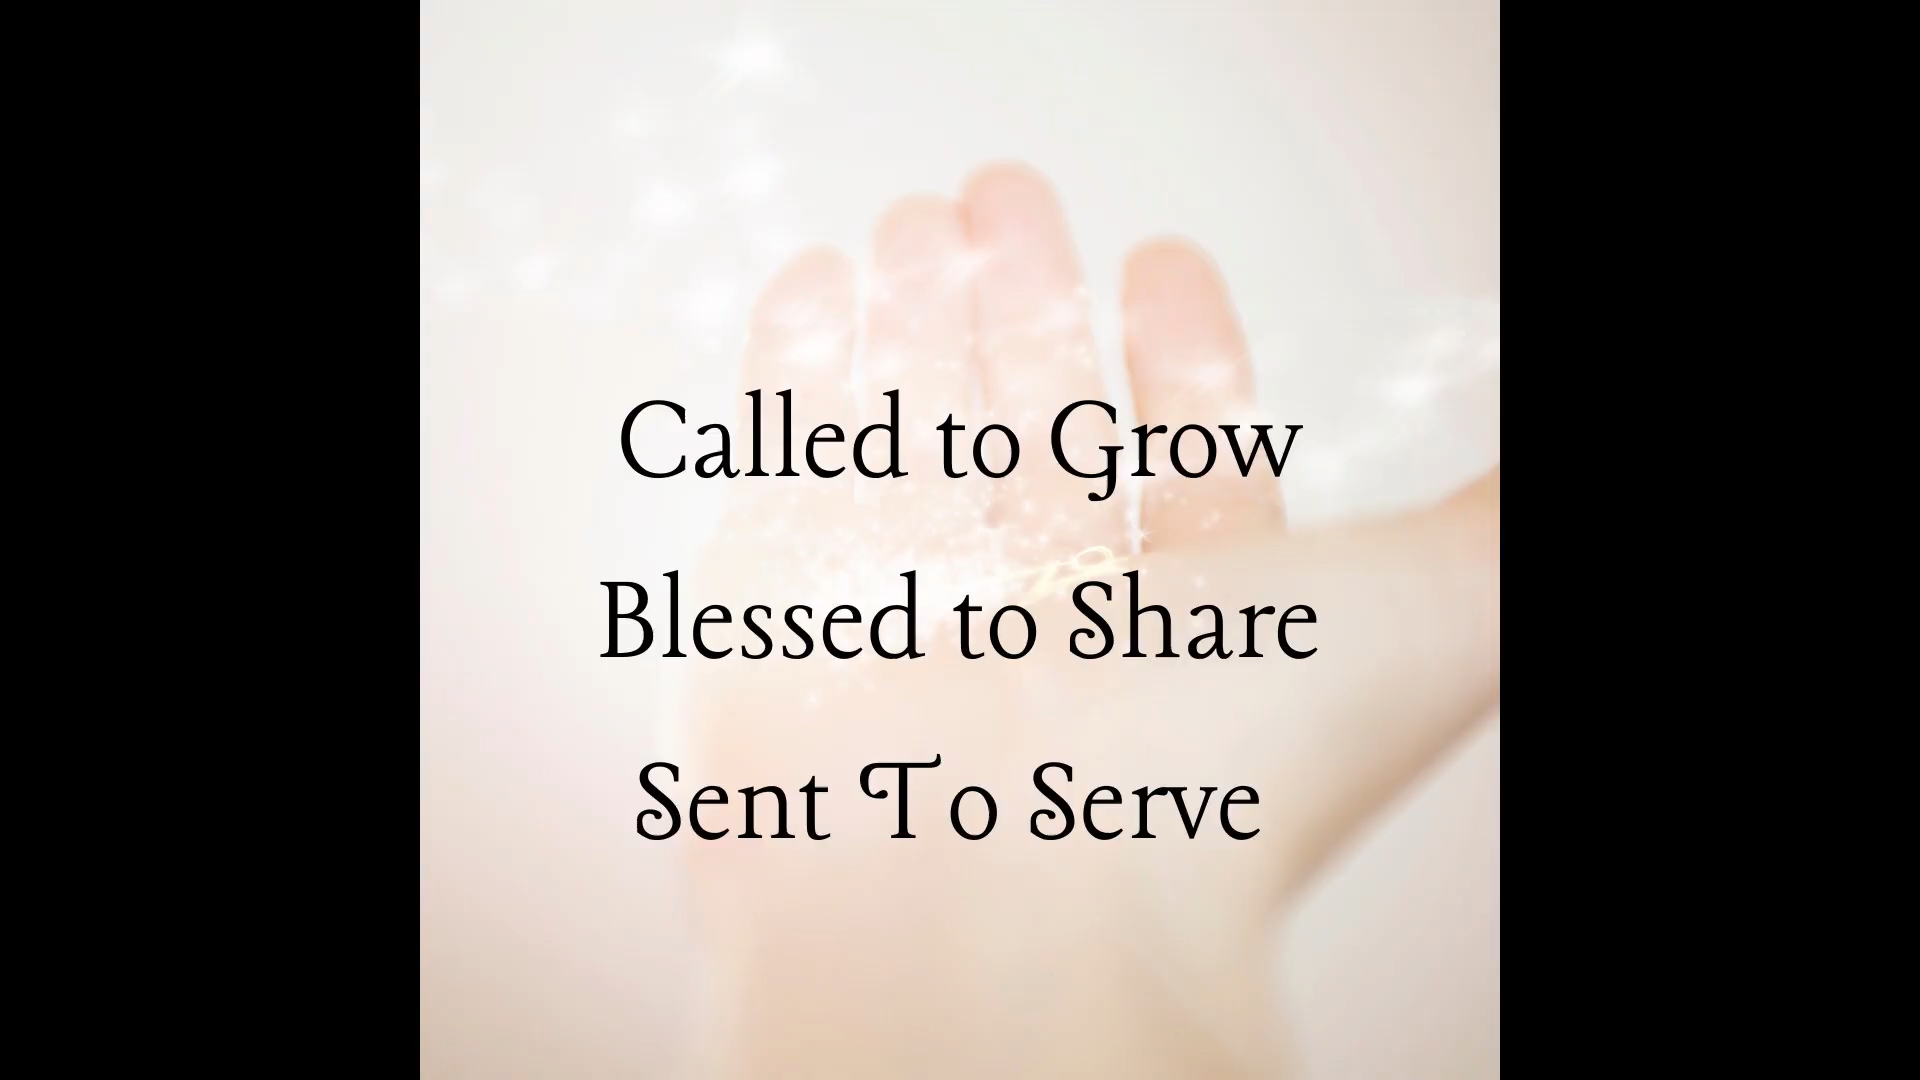 Called to Grow
Blessed to Share
Sent To Serve